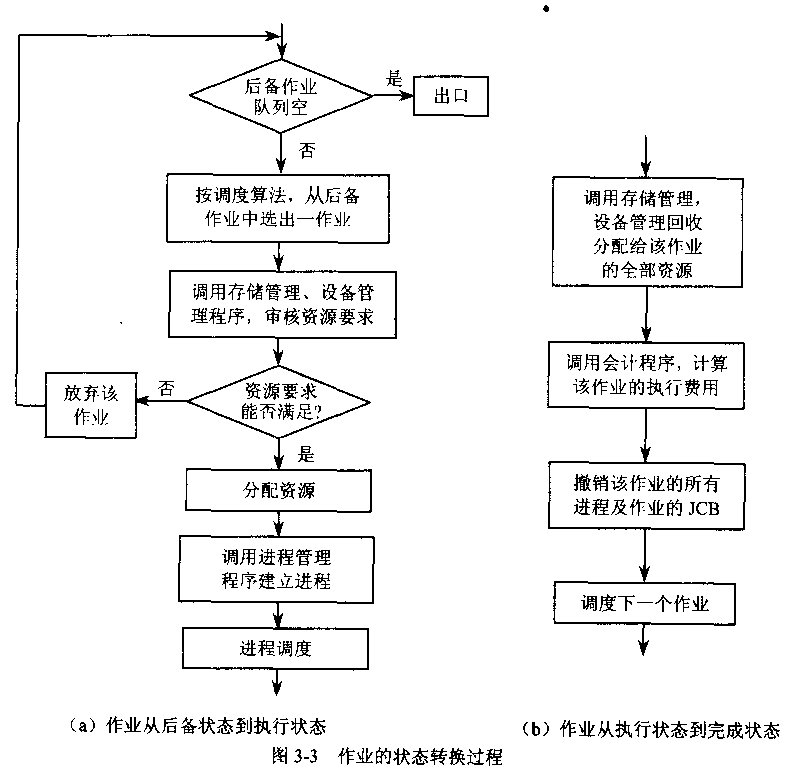 后备作业
队列空
是
出口
否
按调度算法，从后备
作业中选出一作业
调用存储管理、设备管
理程序，审核资源要求
资源要求
能否满足?
否
放弃该
作业
是
分配资源
调用进程管理
程序建立进程
进程调度
（a）作业从后备状态到执行状态
调用存储管理，
设备管理回收
分配给该作业
的全部资源
调用会计程序，计算
该作业的执行费用
撤销该作业的所有
进程及作业的 JCB
调度下一个作业
（b）作业从执行状态到完成状态
图 3-3 作业的状态转换过程